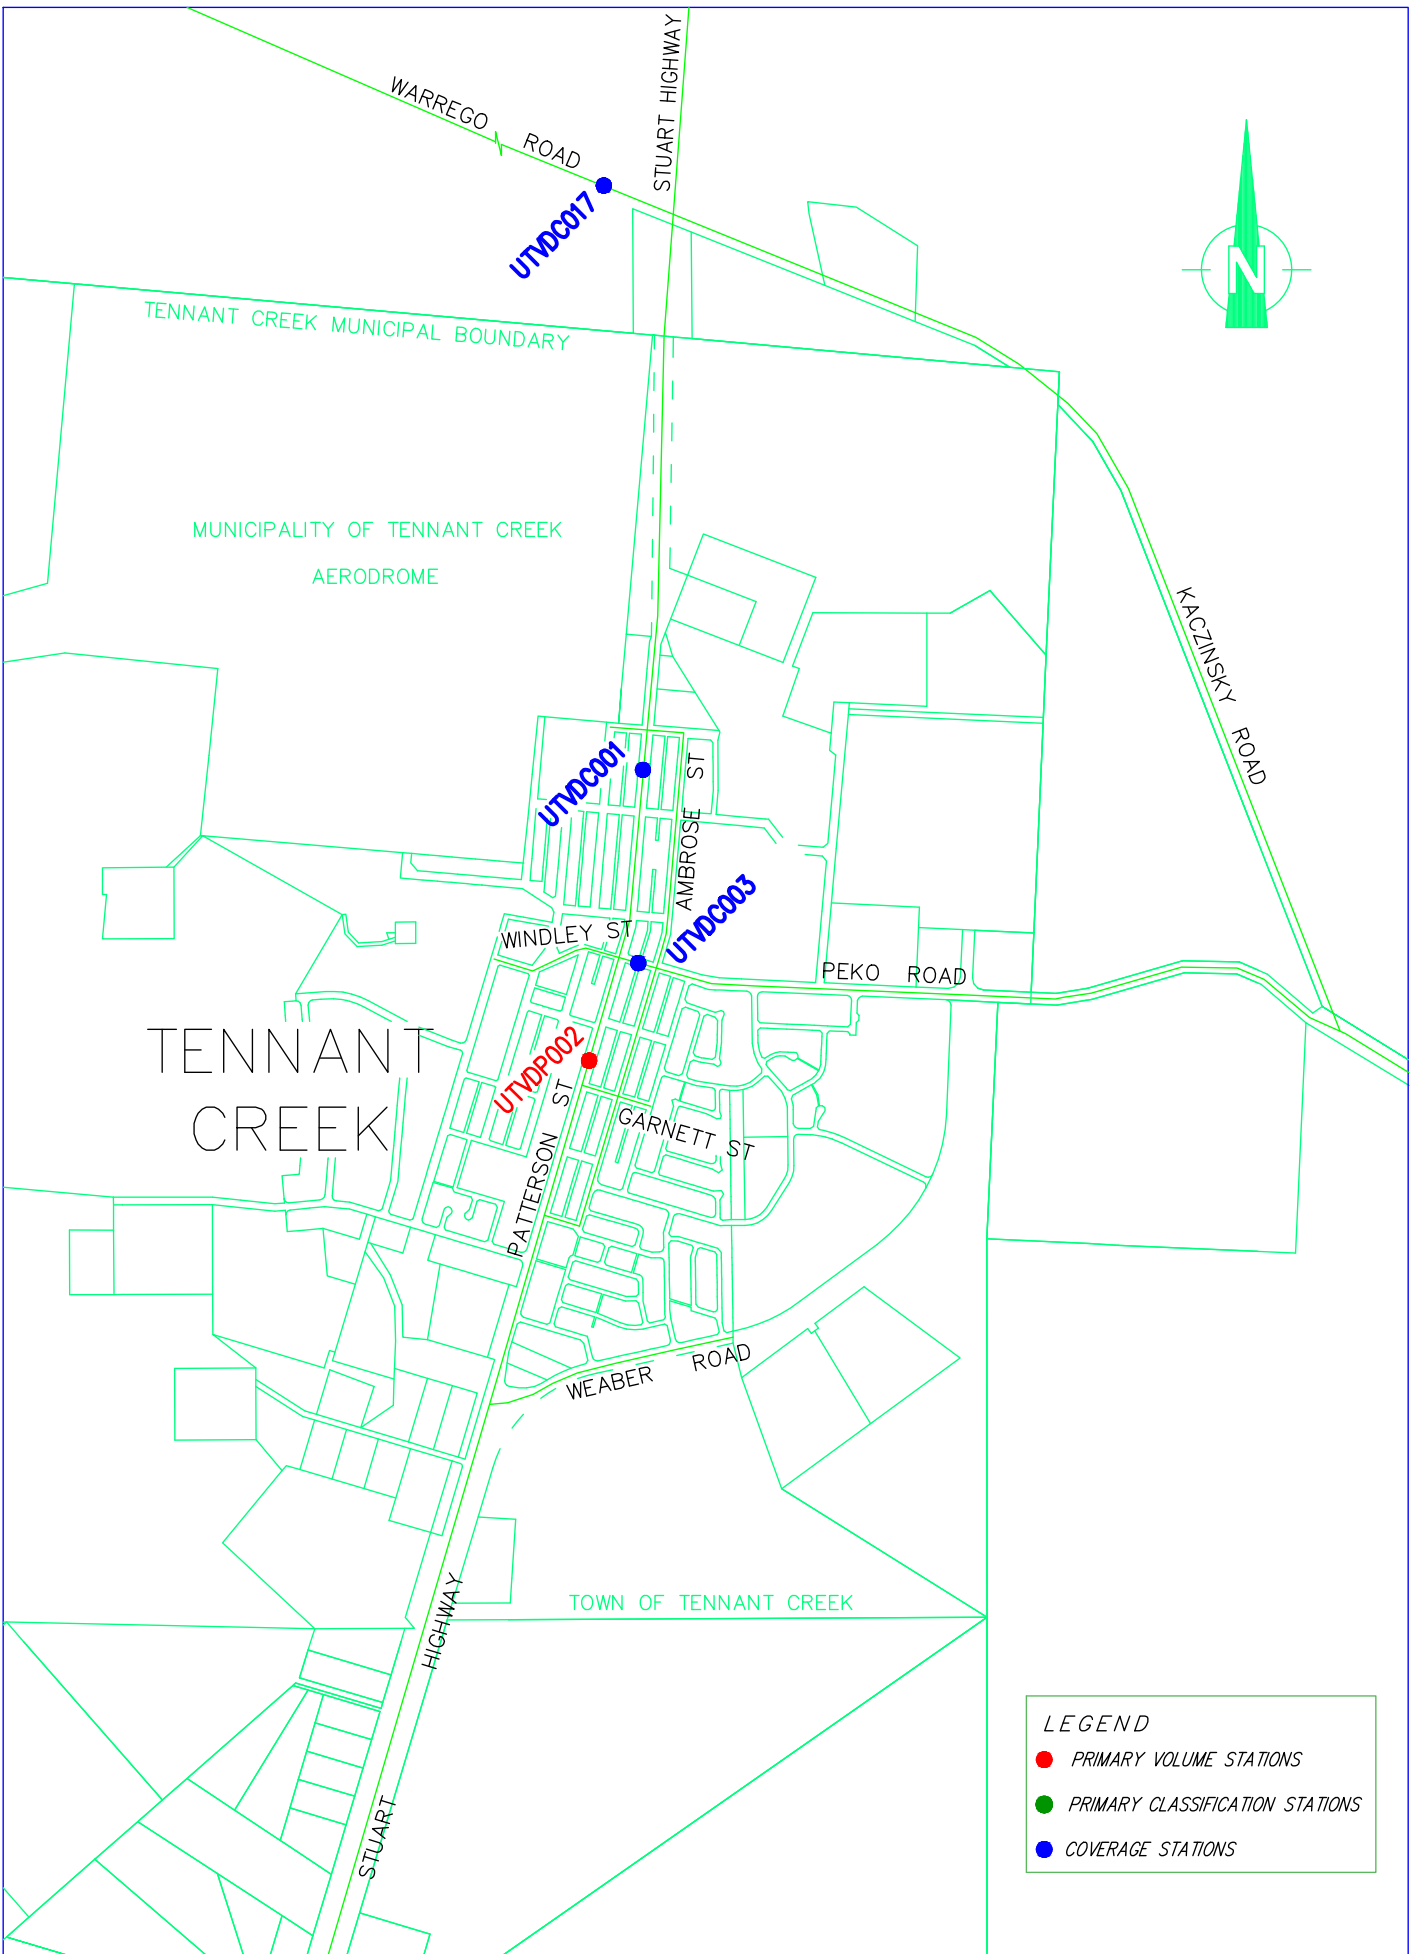 STUART HIGHWAY
WARREGO ROAD
UTVDC017
N
TENNANT CREEK MUNICIPAL BOUNDARY
MUNICIPALITY OF TENNANT CREEK
AERODROME
KACZINSKY ROAD
UTVDC001
AMBROSE ST
UTVDC003
WINDLEY ST
PEKO ROAD
TENNANT
CREEK
UTVDP002
PATTERSON ST
GARNETT ST
WEABER ROAD
TOWN OF TENNANT CREEK
STUART HIGHWAY
LEGEND
PRIMARY VOLUME STATIONS
PRIMARY CLASSIFICATION STATIONS
COVERAGE STATIONS